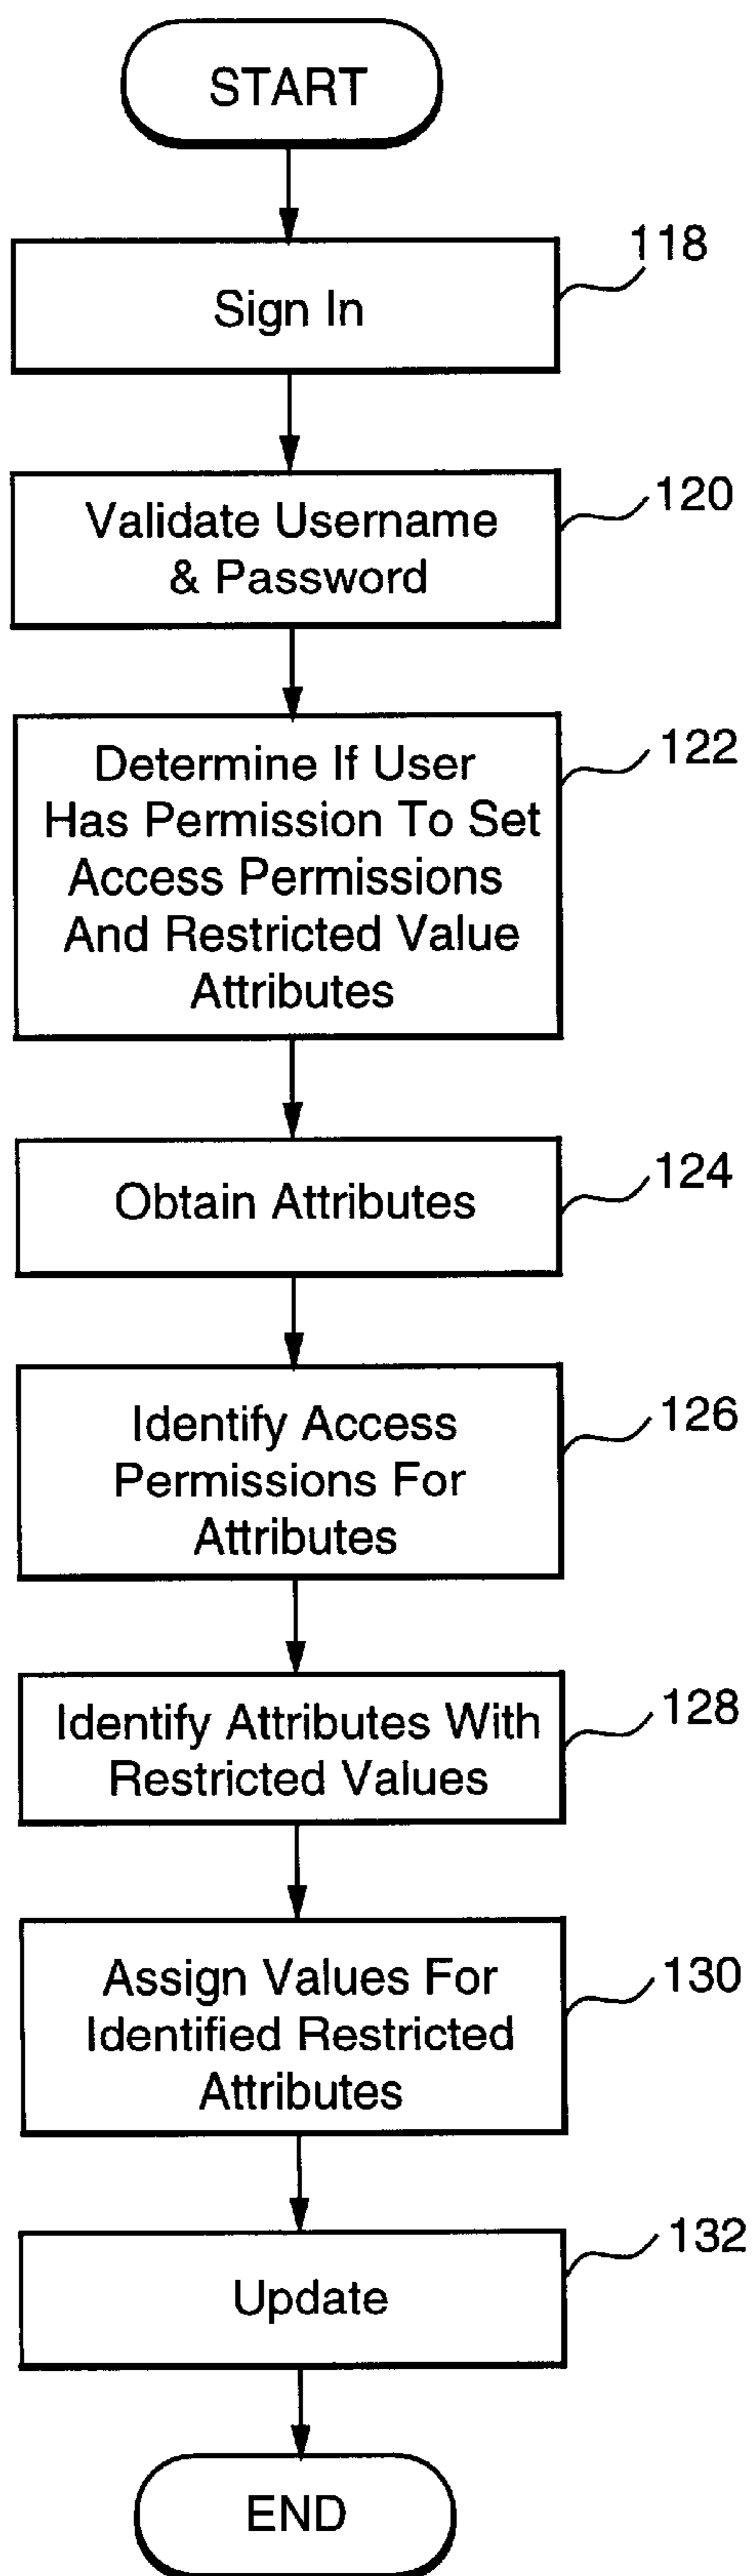 START
118
Sign In
120
Validate Username
& Password
122
Determine If User
Has Permission To Set
Access Permissions
And Restricted Value
Attributes
124
Obtain Attributes
126
Identify Access
Permissions For
Attributes
128
Identify Attributes With
Restricted Values
130
Assign Values For
Identified Restricted
Attributes
132
Update
END